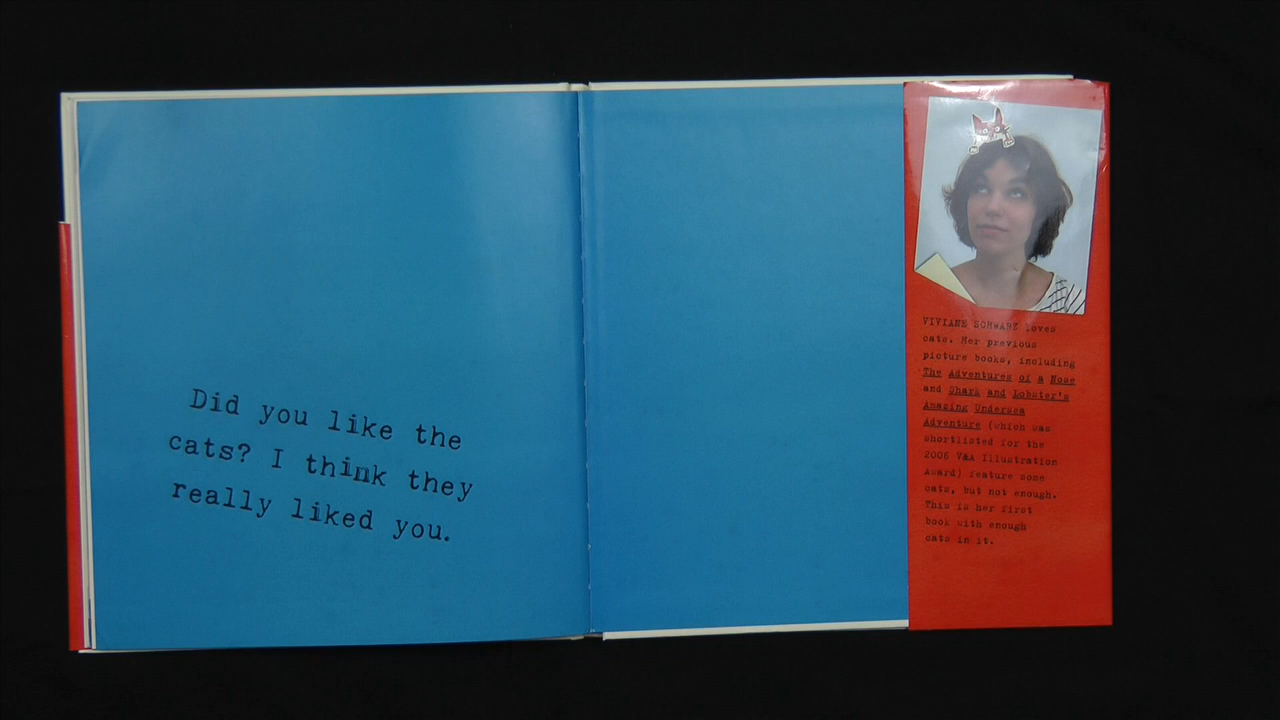 Did you like the
cats? I think they
really liked you.
VIVIANE SCHWARZ loves
cats. Her previous
picture books, including
The Adventures of a Nose
and Shark and Lobster's
Amazing Undersea
Adventure (which was
shortlisted for the
2006 V&A Illustration
Award) feature some
cats, but not enough.
This is her first
book with enough
cats in it.